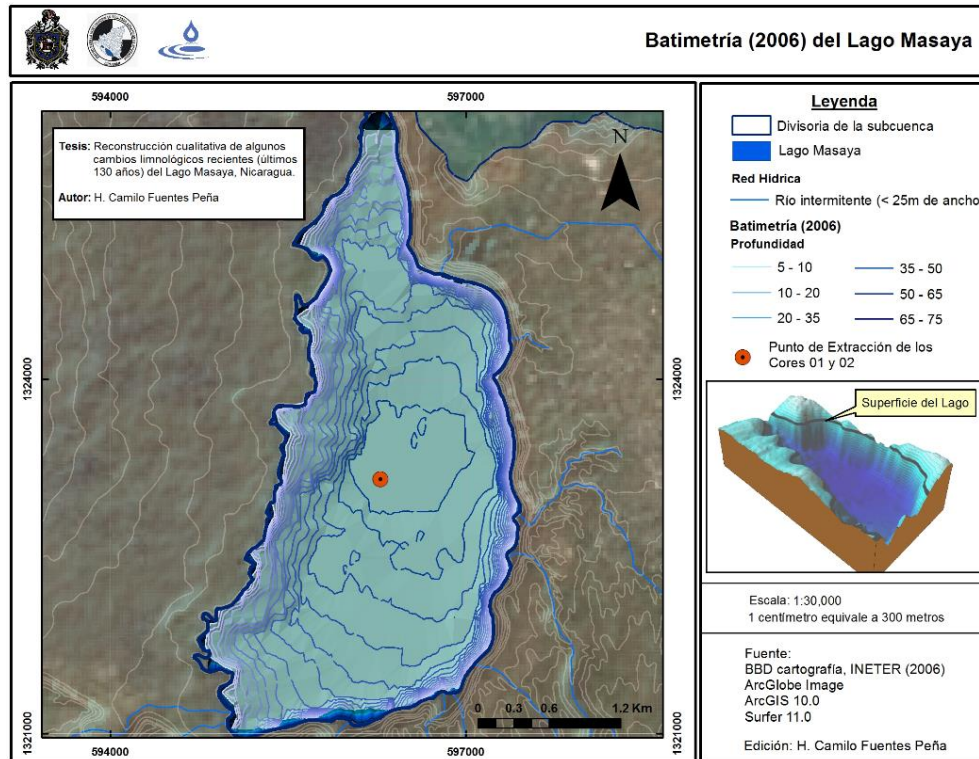 Batimetría (2006) del Lago Masaya
594000
597000
Tesis: Reconstrucción cualitativa de algunos
cambios limnológicos recientes (últimos
130 años) del Lago Masaya, Nicaragua.
Autor: H. Camilo Fuentes Peña
N
1324000
1324000
1321000
1321000
0 0.3 0.6 1.2 Km
594000
597000
Leyenda
Divisoria de la subcuenca
Lago Masaya
Red Hídrica
Río intermitente (< 25m de ancho
Batimetría (2006)
Profundidad
5 - 10 35 - 50
10 - 20 50 - 65
20 - 35 65 - 75
Punto de Extracción de los
Cores 01 y 02
Superficie del Lago
Escala: 1:30,000
1 centímetro equivale a 300 metros
Fuente:
BBD cartografía, INETER (2006)
ArcGlobe Image
ArcGIS 10.0
Surfer 11.0
Edición: H. Camilo Fuentes Peña